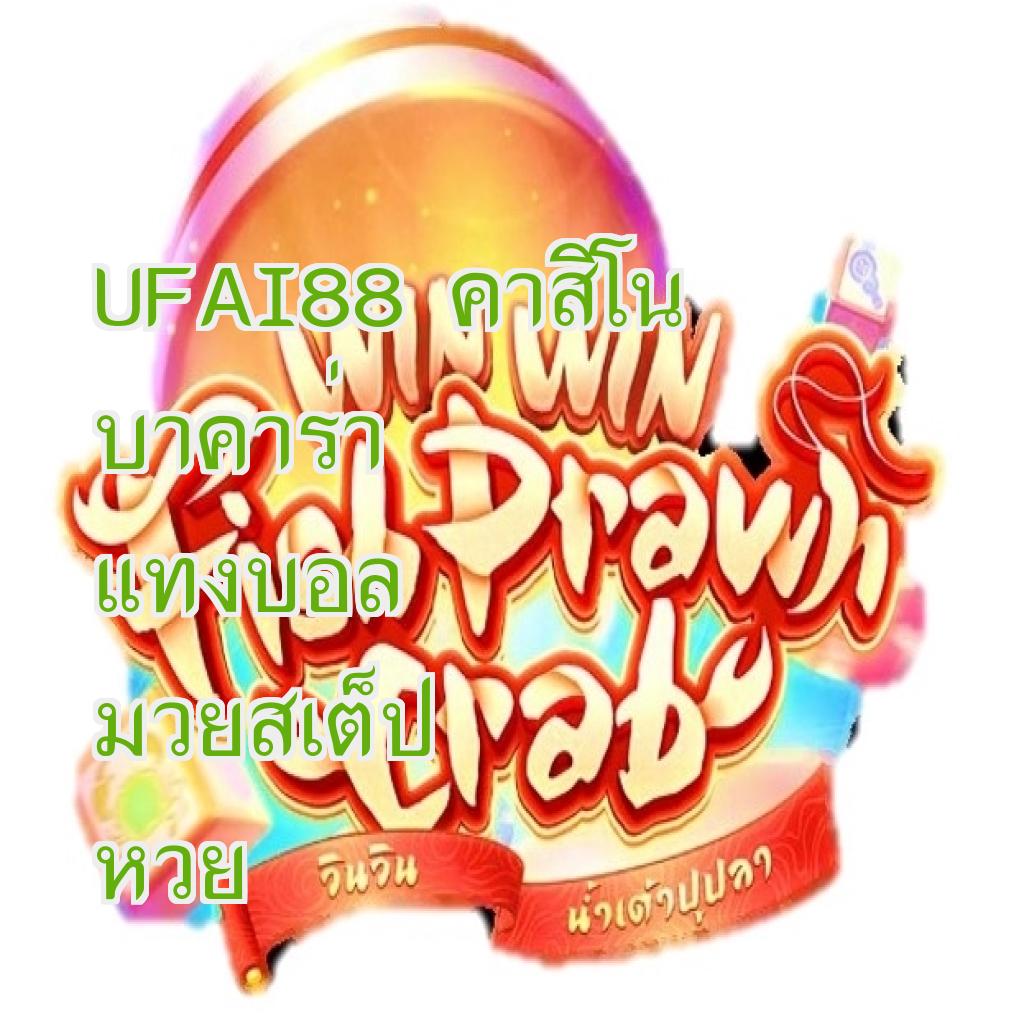 UFAI88 คาสิโน
WIN WIN
บาคาร่า
Fish Prawn
แทงบอล
Crab
มวยสเต็ป
หวย
วินวิน
น้ำเต้าปูปลา